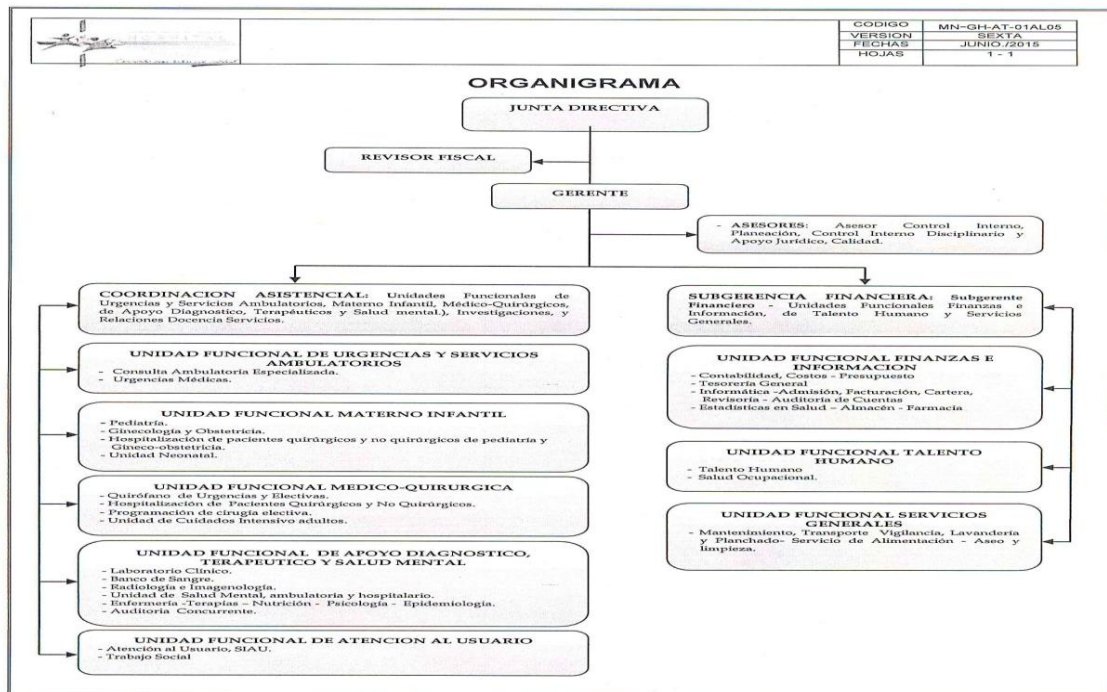 HOSPITAL
CODIGO MN-GH-AT-01AL05
VERSION SEXTA
FECHAS JUNIO./2015
HOJAS 1 - 1
ORGANIGRAMA
JUNTA DIRECTIVA
REVISOR FISCAL
GERENTE
- ASESORES: Asesor Control Interno,
Planeación, Control Interno Disciplinario y
Apoyo Jurídico, Calidad.
COORDINACION ASISTENCIAL: Unidades Funcionales de
Urgencias y Servicios Ambulatorios, Materno Infantil, Médico-Quirúrgicos,
de Apoyo Diagnostico, Terapéuticos y Salud mental.), Investigaciones, y
Relaciones Docencia Servicios.
UNIDAD FUNCIONAL DE URGENCIAS Y SERVICIOS
AMBULATORIOS
- Consulta Ambulatoria Especializada.
- Urgencias Médicas.
UNIDAD FUNCIONAL MATERNO INFANTIL
- Pediatría.
- Ginecología y Obstetricia.
- Hospitalización de pacientes quirúrgicos y no quirúrgicos de pediatría y
Gineco-obstetricia.
- Unidad Neonatal.
UNIDAD FUNCIONAL MEDICO-QUIRURGICA
- Quirófano de Urgencias y Electivas.
- Hospitalización de Pacientes Quirúrgicos y No Quirúrgicos.
- Programación de cirugía electiva.
- Unidad de Cuidados Intensivo adultos.
UNIDAD FUNCIONAL DE APOYO DIAGNOSTICO,
TERAPEUTICO Y SALUD MENTAL
- Laboratorio Clínico.
- Banco de Sangre.
- Radiología e Imagenología.
- Unidad de Salud Mental, ambulatoria y hospitalario.
- Enfermería -Terapias – Nutrición - Psicología - Epidemiología.
- Auditoria Concurrente.
UNIDAD FUNCIONAL DE ATENCION AL USUARIO
- Atención al Usuario, SIAU.
- Trabajo Social
SUBGERENCIA FINANCIERA: Subgerente
Financiero - Unidades Funcionales Finanzas e
Información, de Talento Humano y Servicios
Generales.
UNIDAD FUNCIONAL FINANZAS E
INFORMACION
- Contabilidad, Costos - Presupuesto
- Tesorería General
- Informática -Admisión, Facturación, Cartera,
Revisoría - Auditoría de Cuentas
- Estadísticas en Salud – Almacén - Farmacia
UNIDAD FUNCIONAL TALENTO
HUMANO
- Talento Humano
- Salud Ocupacional.
UNIDAD FUNCIONAL SERVICIOS
GENERALES
- Mantenimiento, Transporte Vigilancia, Lavandería
y Planchado- Servicio de Alimentación - Aseo y
limpieza.